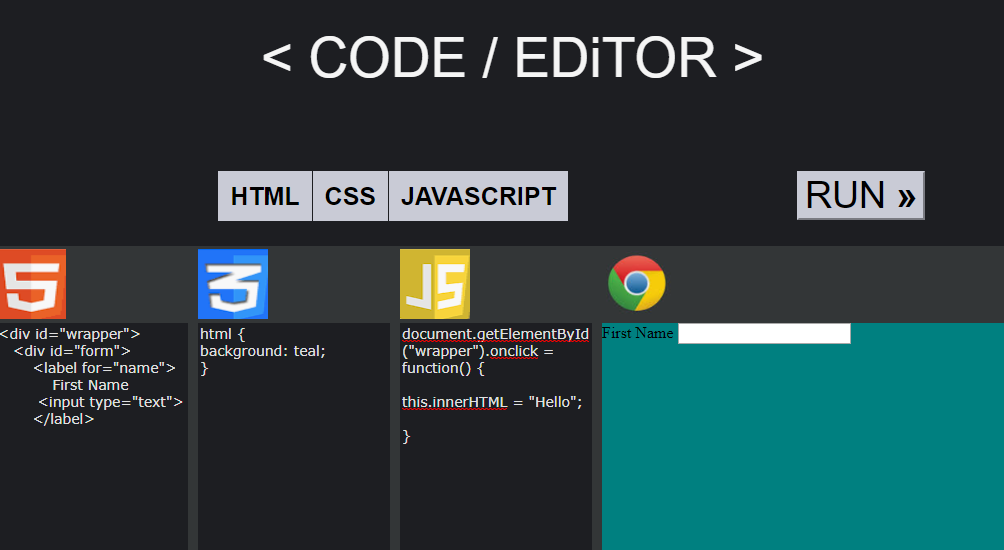 < CODE / EDiTOR >
HTML CSS JAVASCRIPT RUN »
<div id="wrapper">
<div id="form">
<label for="name">
First Name
<input type="text">
</label>
html {
background: teal;
}
JS
document.getElementById
("wrapper").onclick =
function() {
this.innerHTML = "Hello";
}
First Name